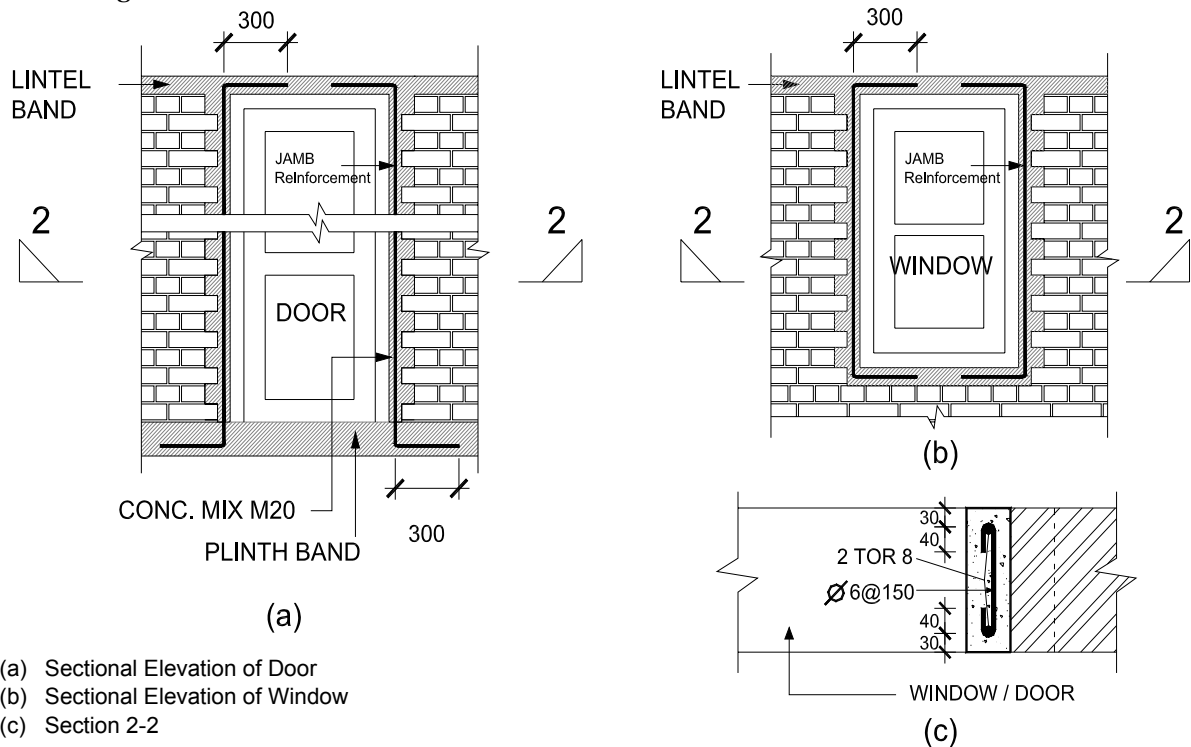 300
LINTEL
BAND
JAMB
Reinforcement
2
2
DOOR
CONC. MIX M20
300
PLINTH BAND
(a)
300
LINTEL
BAND
JAMB
Reinforcement
2
2
WINDOW
(b)
30
40
2 TOR 8
Ø 6@150
40
30
WINDOW / DOOR
(c)
(a) Sectional Elevation of Door
(b) Sectional Elevation of Window
(c) Section 2-2